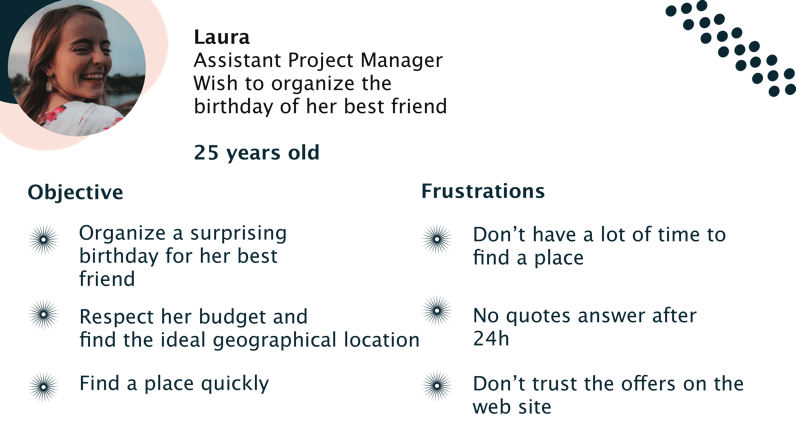 Laura
Assistant Project Manager
Wish to organize the
birthday of her best friend
25 years old
Objective
Organize a surprising
birthday for her best
friend
Respect her budget and
find the ideal geographical location
Find a place quickly
Frustrations
Don’t have a lot of time to
find a place
No quotes answer after
24h
Don’t trust the offers on the
web site